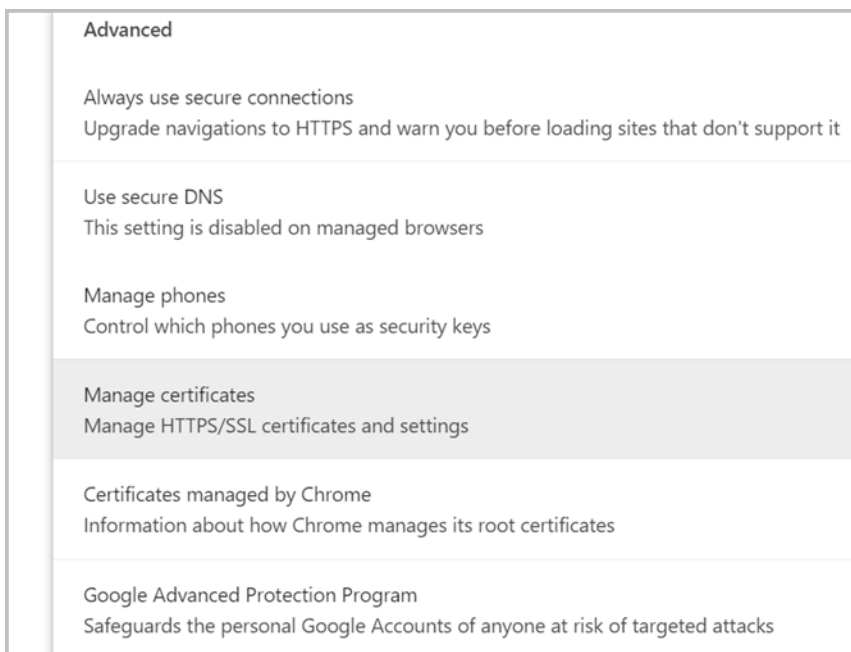 Advanced
Always use secure connections
Upgrade navigations to HTTPS and warn you before loading sites that don't support it
Use secure DNS
This setting is disabled on managed browsers
Manage phones
Control which phones you use as security keys
Manage certificates
Manage HTTPS/SSL certificates and settings
Certificates managed by Chrome
Information about how Chrome manages its root certificates
Google Advanced Protection Program
Safeguards the personal Google Accounts of anyone at risk of targeted attacks